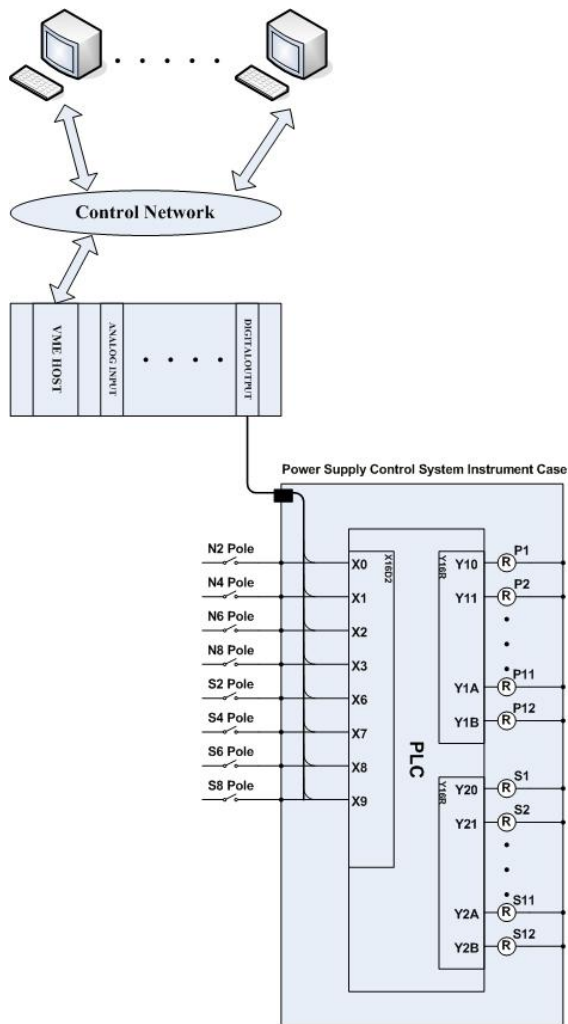 Control Network
VME HOST
ANALOG INPUT
DIGITALOUTPUT
Power Supply Control System Instrument Case
N2 Pole
N4 Pole
N6 Pole
N8 Pole
S2 Pole
S4 Pole
S6 Pole
S8 Pole
X0
X1
X2
X3
X6
X7
X8
X9
X16D2
PLC
Y16R
Y10 R P1
Y11 R P2
Y1A R P11
Y1B R P12
Y16R
Y20 R S1
Y21 R S2
Y2A R S11
Y2B R S12